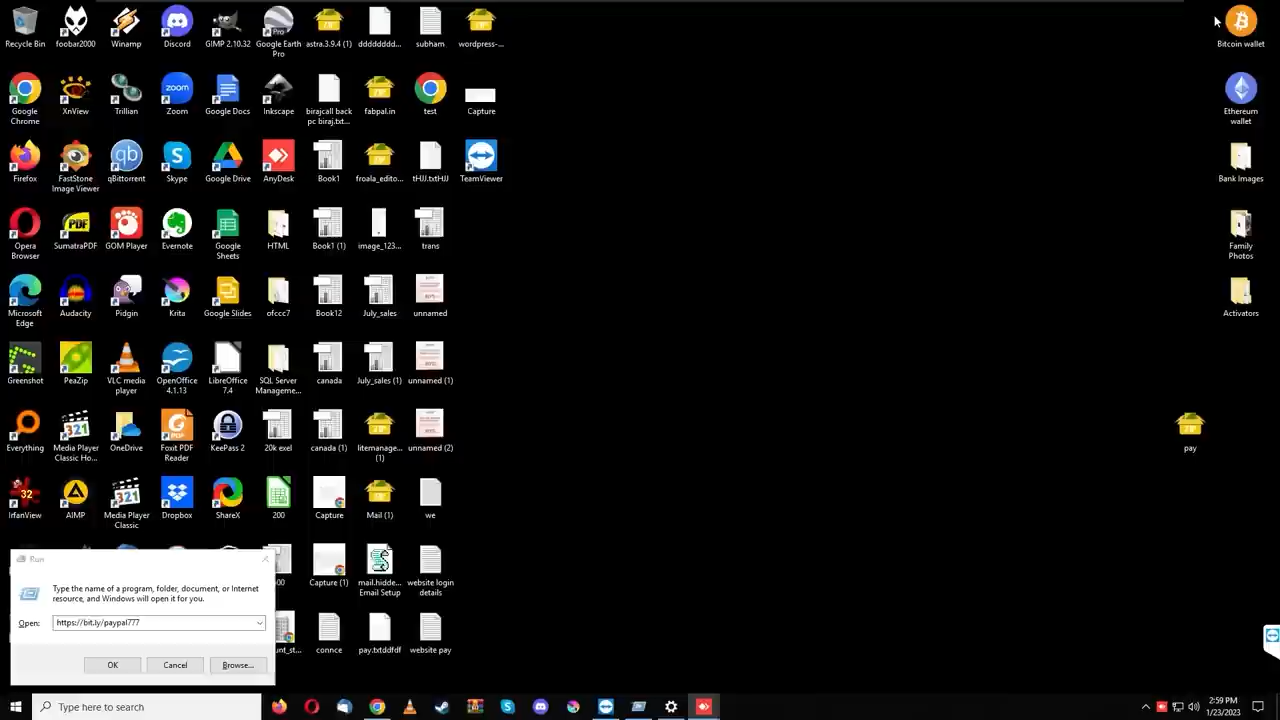 Recycle Bin
foobar2000
Winamp
Discord
GIMP 2.10.32
Google Earth
Pro
astra.3.9.4 (1)
dddddddd...
subham
wordpress-...
Bitcoin wallet
Google
Chrome
XnView
Trillian
Zoom
Google Docs
Inkscape
birajcall back
pc biraj.txt...
fabpal.in
test
Capture
Ethereum
wallet
Firefox
FastStone
Image Viewer
qBittorrent
Skype
Google Drive
AnyDesk
Book1
froala_edito...
tHJJ.txtHJJ
TeamViewer
Bank Images
Opera
Browser
SumatraPDF
GOM Player
Evernote
Google
Sheets
HTML
Book1 (1)
image_123...
trans
Family
Photos
Microsoft
Edge
Audacity
Pidgin
Krita
Google Slides
ofccc7
Book12
July_sales
unnamed
Activators
Greenshot
PeaZip
VLC media
player
OpenOffice
4.1.13
LibreOffice
7.4
SQL Server
Manageme...
canada
July_sales (1)
unnamed (1)
Everything
Media Player
Classic Ho...
OneDrive
Foxit PDF
Reader
KeePass 2
20k exel
canada (1)
litemanage...
(1)
unnamed (2)
pay
IrfanView
AIMP
Media Player
Classic
Dropbox
ShareX
200
Capture
Mail (1)
we
Capture (1)
mail.hidde...
Email Setup
website login
details
connce
pay.txtddfdf
website pay
Run
Type the name of a program, folder, document, or Internet
resource, and Windows will open it for you.
Open:
https://bit.ly/paypal777
OK
Cancel
Browse...
Type here to search
2:59 PM
1/23/2023